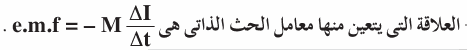 - العلاقة التى يتعين منها معامل الحث الذاتى هى e.m.f = – M ΔI/Δt .